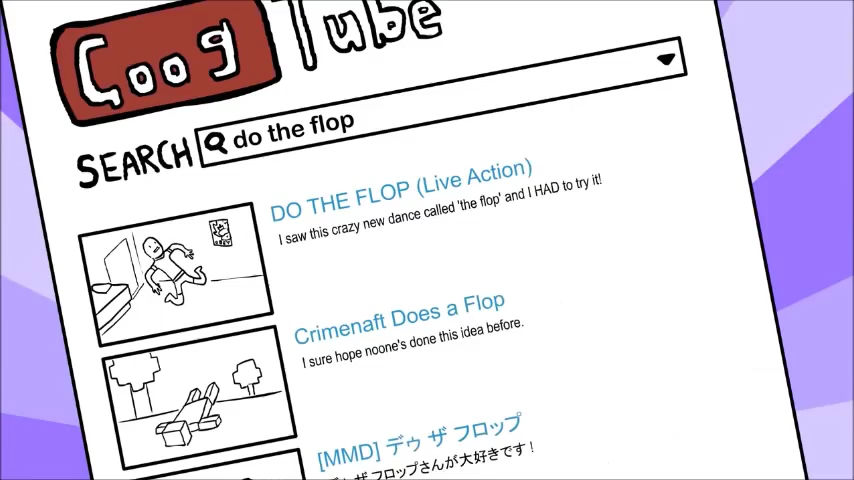 Goog Tube
SEARCH do the flop
DO THE FLOP (Live Action)
I saw this crazy new dance called 'the flop' and I HAD to try it!
OBEY
Crimenaft Does a Flop
I sure hope noone's done this idea before.
[MMD] デゥ ザ フロップ
ザ フロップさんが大好きです!